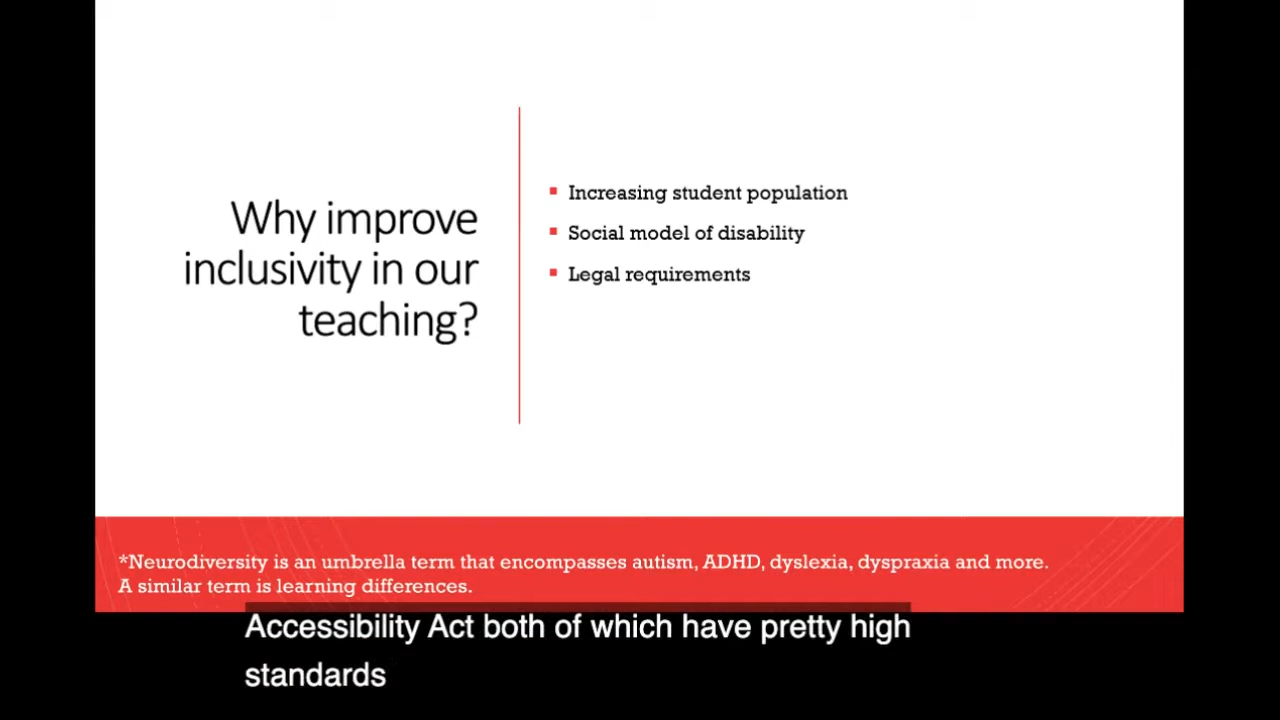 Why improve
inclusivity in our
teaching?
Increasing student population
Social model of disability
Legal requirements
*Neurodiversity is an umbrella term that encompasses autism, ADHD, dyslexia, dyspraxia and more.
A similar term is learning differences.
Accessibility Act both of which have pretty high
standards